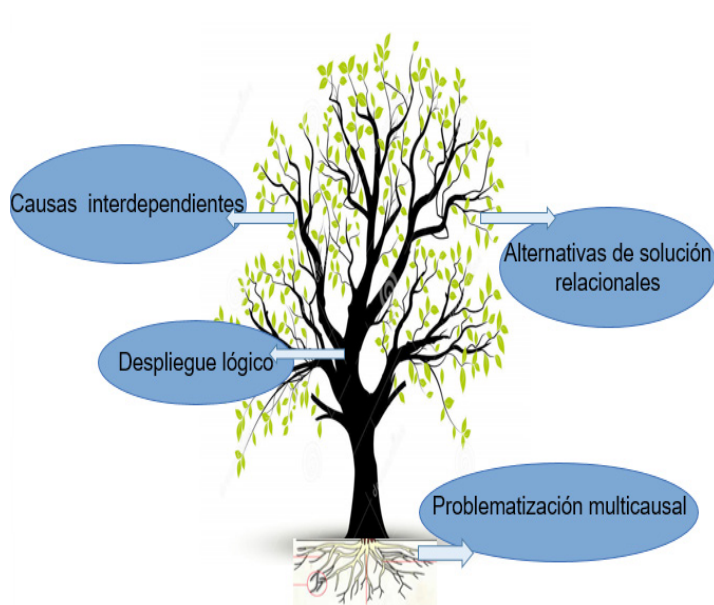 Causas interdependientes
Alternativas de solución
relacionales
Despliegue lógico
Problematización multicausal